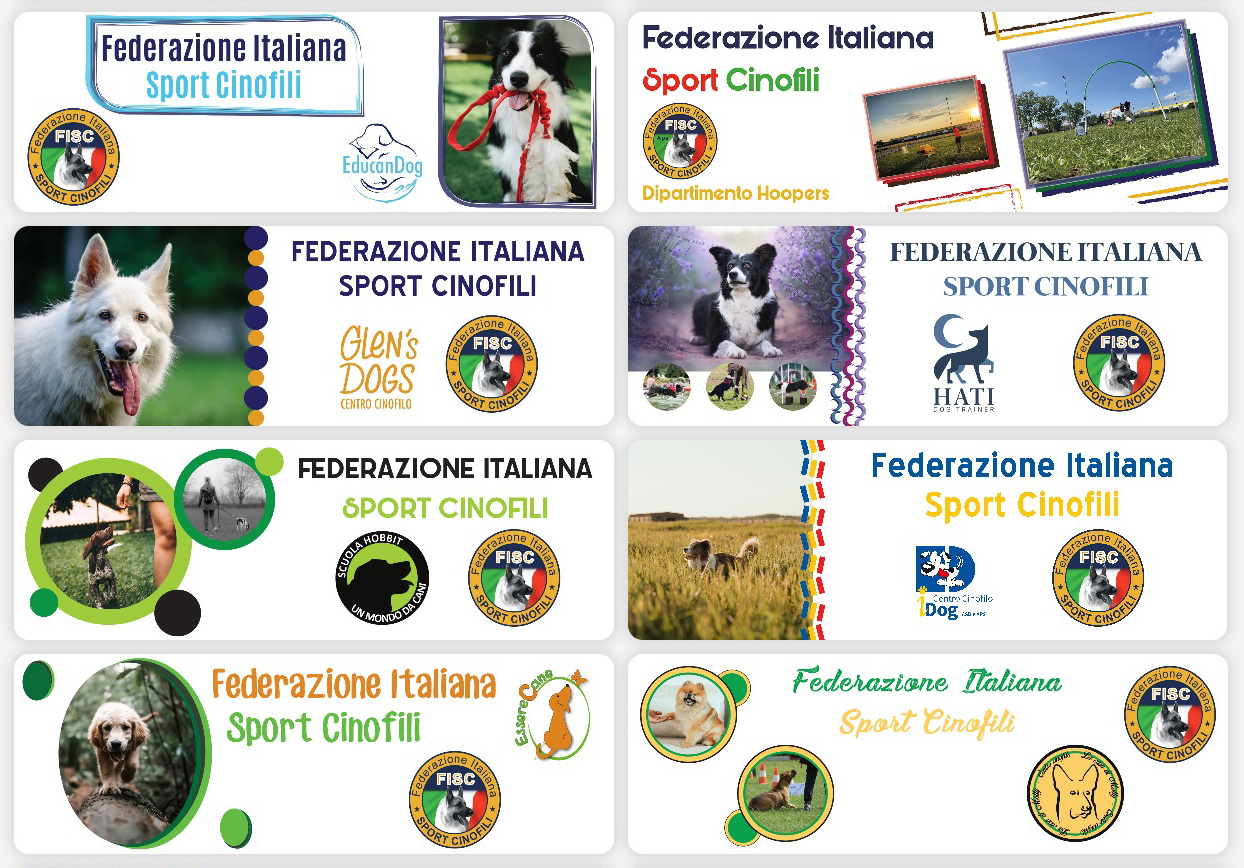 Federazione Italiana
Sport Cinofili
Federazione Italiana
FISC
SPORT CINOFILI
EducanDog
Federazione Italiana
Sport Cinofili
Federazione Italiana
FISC
SPORT CINOFILI
Dipartimento Hoopers
FEDERAZIONE ITALIANA
SPORT CINOFILI
GLEN'S
DOGS
CENTRO CINOFILO
Federazione Italiana
FISC
SPORT CINOFILI
FEDERAZIONE ITALIANA
SPORT CINOFILI
HATI
DOG TRAINER
Federazione Italiana
FISC
SPORT CINOFILI
FEDERAZIONE ITALIANA
SPORT CINOFILI
SCUOLA HOBBIT
UN MONDO DA CANI
Federazione Italiana
FISC
SPORT CINOFILI
Federazione Italiana
Sport Cinofili
Centro Cinofilo
iDog
Federazione Italiana
FISC
SPORT CINOFILI
Federazione Italiana
Sport Cinofili
EssereCane
Federazione Italiana
FISC
SPORT CINOFILI
Federazione Italiana
Sport Cinofili
Federazione Italiana
FISC
SPORT CINOFILI